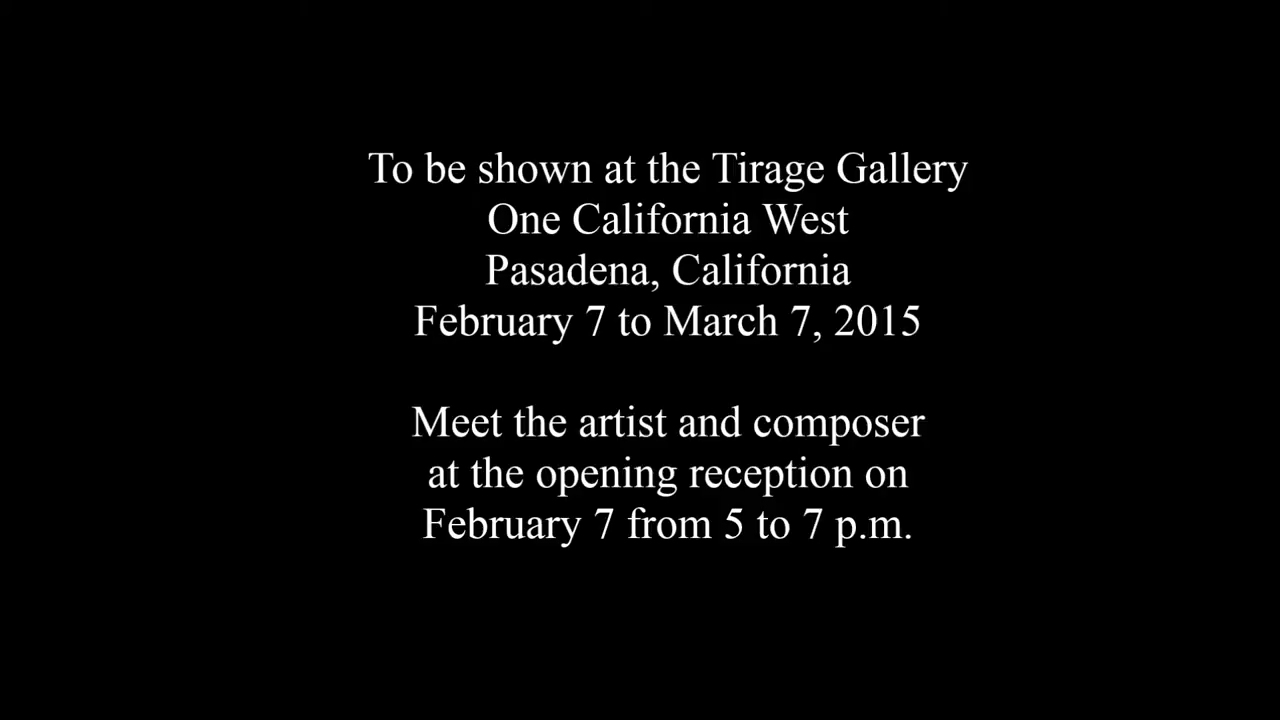 To be shown at the Tirage Gallery
One California West
Pasadena, California
February 7 to March 7, 2015
Meet the artist and composer
at the opening reception on
February 7 from 5 to 7 p.m.